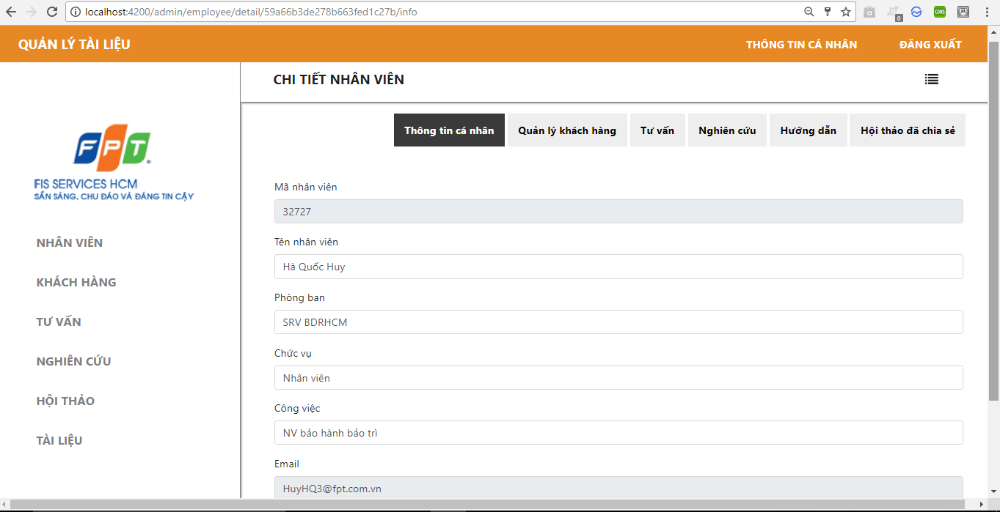 localhost:4200/admin/employee/detail/59a66b3de278b663fed1c27b/info
0
CORS
QUẢN LÝ TÀI LIỆU
THÔNG TIN CÁ NHÂN
ĐĂNG XUẤT
CHI TIẾT NHÂN VIÊN
FPT
FIS SERVICES HCM
SẴN SÀNG, CHU ĐÁO VÀ ĐÁNG TIN CẬY
NHÂN VIÊN
KHÁCH HÀNG
TƯ VẤN
NGHIÊN CỨU
HỘI THẢO
TÀI LIỆU
Thông tin cá nhân
Quản lý khách hàng
Tư vấn
Nghiên cứu
Hướng dẫn
Hội thảo đã chia sẻ
Mã nhân viên
32727
Tên nhân viên
Hà Quốc Huy
Phòng ban
SRV BDRHCM
Chức vụ
Nhân viên
Công việc
NV bảo hành bảo trì
Email
HuyHQ3@fpt.com.vn